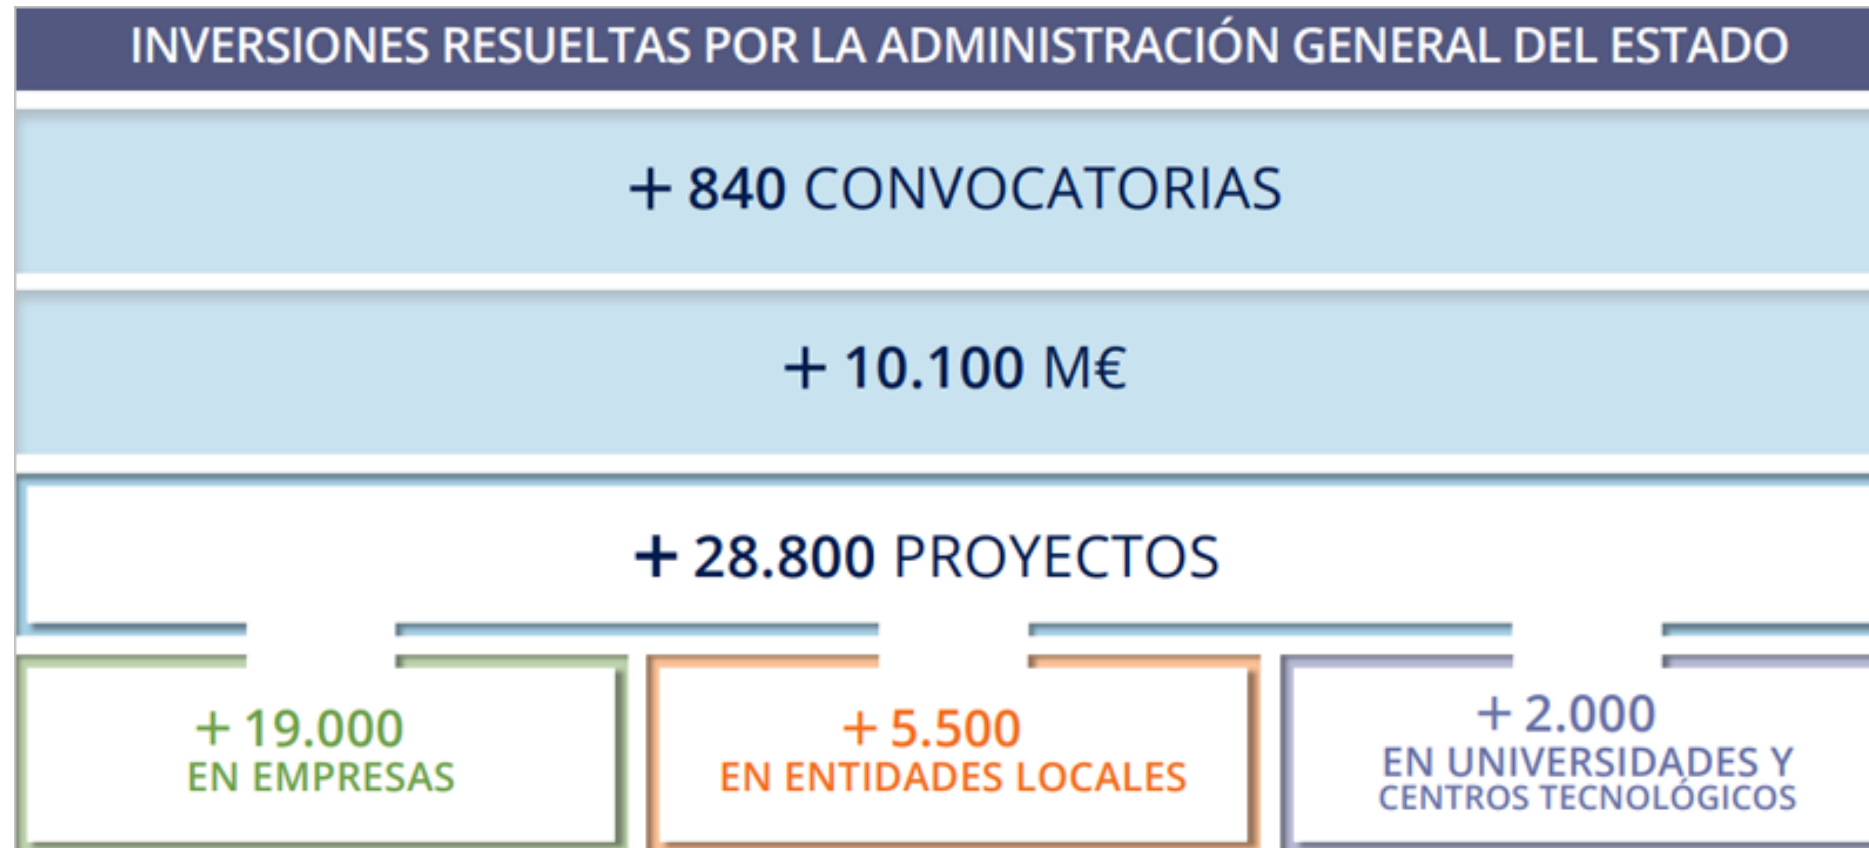 INVERSIONES RESUELTAS POR LA ADMINISTRACIÓN GENERAL DEL ESTADO
+ 840 CONVOCATORIAS
+ 10.100 M€
+ 28.800 PROYECTOS
+ 19.000
EN EMPRESAS
+ 5.500
EN ENTIDADES LOCALES
+ 2.000
EN UNIVERSIDADES Y
CENTROS TECNOLÓGICOS